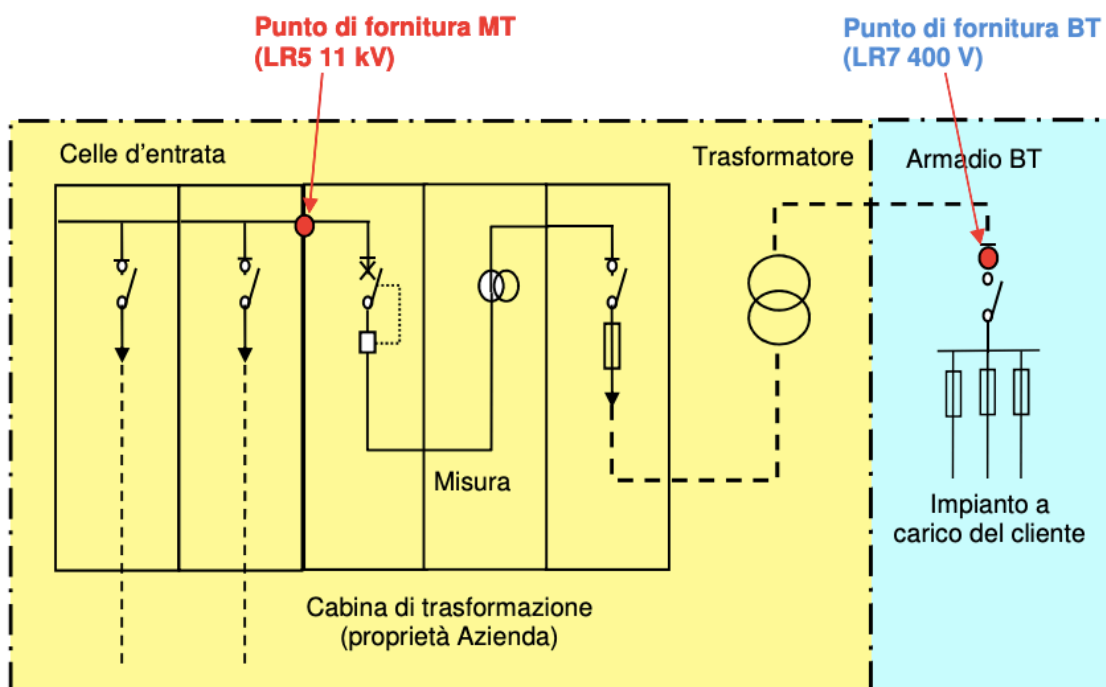 Punto di fornitura MT
(LR5 11 kV)
Punto di fornitura BT
(LR7 400 V)
Celle d'entrata
Trasformatore
Armadio BT
Misura
Impianto a
carico del cliente
Cabina di trasformazione
(proprietà Azienda)